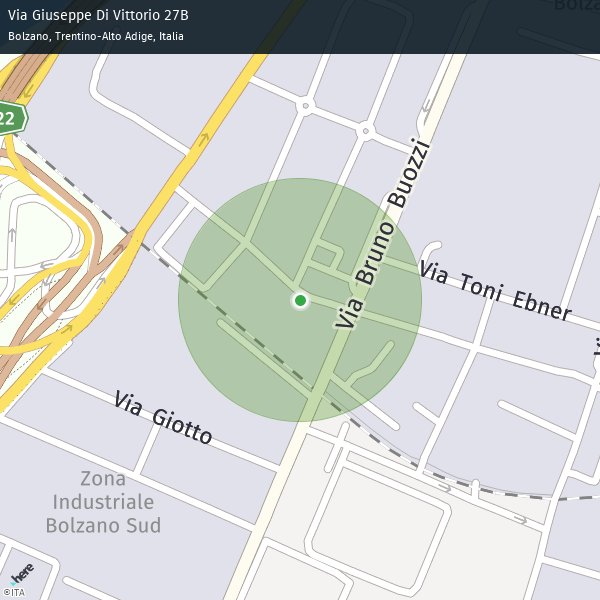 Via Giuseppe Di Vittorio 27B
Bolzano, Trentino-Alto Adige, Italia
22
Via Bruno Buozzi
Via Toni Ebner
Via Giotto
Zona
Industriale
Bolzano Sud
here
©ITA